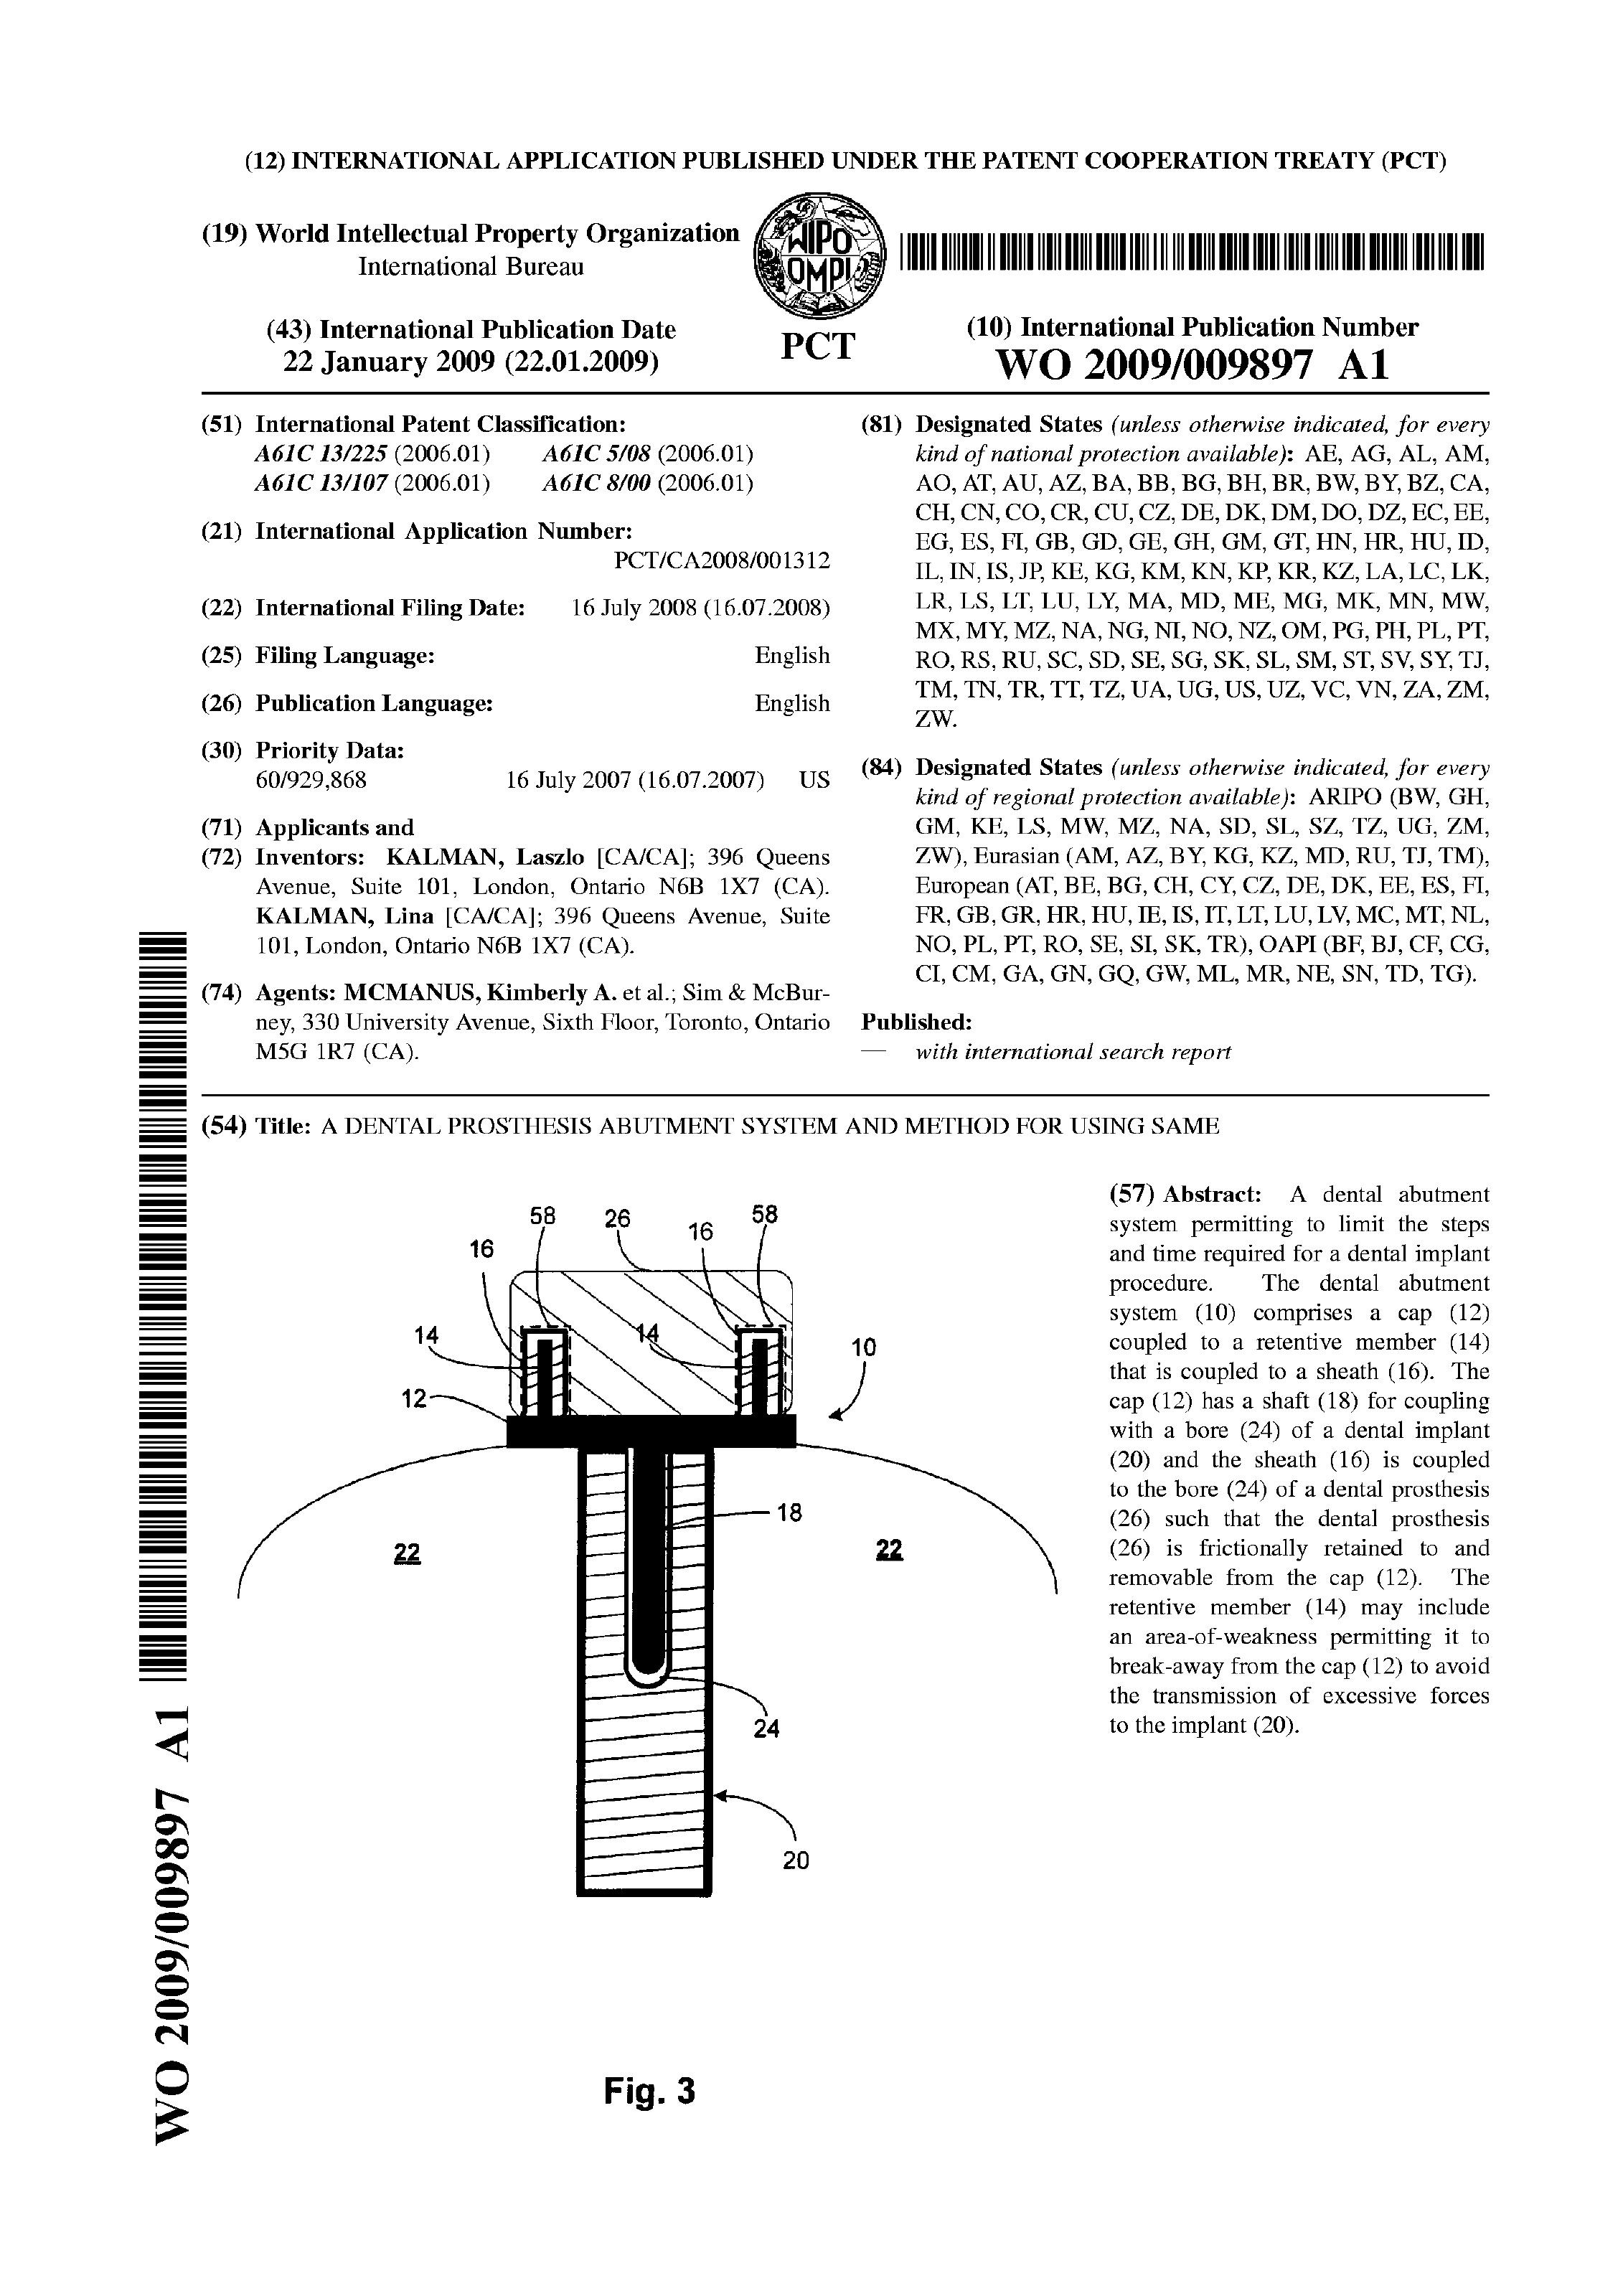 (12) INTERNATIONAL APPLICATION PUBLISHED UNDER THE PATENT COOPERATION TREATY (PCT)
(19) World Intellectual Property Organization
International Bureau
WIPO
OMPI
PCT
(43) International Publication Date
22 January 2009 (22.01.2009)
(10) International Publication Number
WO 2009/009897 A1
(51) International Patent Classification:
A61C 13/225 (2006.01) A61C 5/08 (2006.01)
A61C 13/107 (2006.01) A61C 8/00 (2006.01)
(21) International Application Number:
PCT/CA2008/001312
(22) International Filing Date: 16 July 2008 (16.07.2008)
(25) Filing Language: English
(26) Publication Language: English
(30) Priority Data:
60/929,868 16 July 2007 (16.07.2007) US
(71) Applicants and
(72) Inventors: KALMAN, Laszlo [CA/CA]; 396 Queens
Avenue, Suite 101, London, Ontario N6B 1X7 (CA).
KALMAN, Lina [CA/CA]; 396 Queens Avenue, Suite
101, London, Ontario N6B 1X7 (CA).
(74) Agents: MCMANUS, Kimberly A. et al.; Sim & McBur-
ney, 330 University Avenue, Sixth Floor, Toronto, Ontario
M5G 1R7 (CA).
(81) Designated States (unless otherwise indicated, for every
kind of national protection available): AE, AG, AL, AM,
AO, AT, AU, AZ, BA, BB, BG, BH, BR, BW, BY, BZ, CA,
CH, CN, CO, CR, CU, CZ, DE, DK, DM, DO, DZ, EC, EE,
EG, ES, FI, GB, GD, GE, GH, GM, GT, HN, HR, HU, ID,
IL, IN, IS, JP, KE, KG, KM, KN, KP, KR, KZ, LA, LC, LK,
LR, LS, LT, LU, LY, MA, MD, ME, MG, MK, MN, MW,
MX, MY, MZ, NA, NG, NI, NO, NZ, OM, PG, PH, PL, PT,
RO, RS, RU, SC, SD, SE, SG, SK, SL, SM, ST, SV, SY, TJ,
TM, TN, TR, TT, TZ, UA, UG, US, UZ, VC, VN, ZA, ZM,
ZW.
(84) Designated States (unless otherwise indicated, for every
kind of regional protection available): ARIPO (BW, GH,
GM, KE, LS, MW, MZ, NA, SD, SL, SZ, TZ, UG, ZM,
ZW), Eurasian (AM, AZ, BY, KG, KZ, MD, RU, TJ, TM),
European (AT, BE, BG, CH, CY, CZ, DE, DK, EE, ES, FI,
FR, GB, GR, HR, HU, IE, IS, IT, LT, LU, LV, MC, MT, NL,
NO, PL, PT, RO, SE, SI, SK, TR), OAPI (BF, BJ, CF, CG,
CI, CM, GA, GN, GQ, GW, ML, MR, NE, SN, TD, TG).
Published:
— with international search report
(54) Title: A DENTAL PROSTHESIS ABUTMENT SYSTEM AND METHOD FOR USING SAME
58 26 16 58
16
14 14 10
12
18
22 22
24
20
Fig. 3
(57) Abstract: A dental abutment
system permitting to limit the steps
and time required for a dental implant
procedure. The dental abutment
system (10) comprises a cap (12)
coupled to a retentive member (14)
that is coupled to a sheath (16). The
cap (12) has a shaft (18) for coupling
with a bore (24) of a dental implant
(20) and the sheath (16) is coupled
to the bore (24) of a dental prosthesis
(26) such that the dental prosthesis
(26) is frictionally retained to and
removable from the cap (12). The
retentive member (14) may include
an area-of-weakness permitting it to
break-away from the cap (12) to avoid
the transmission of excessive forces
to the implant (20).
WO 2009/009897 A1